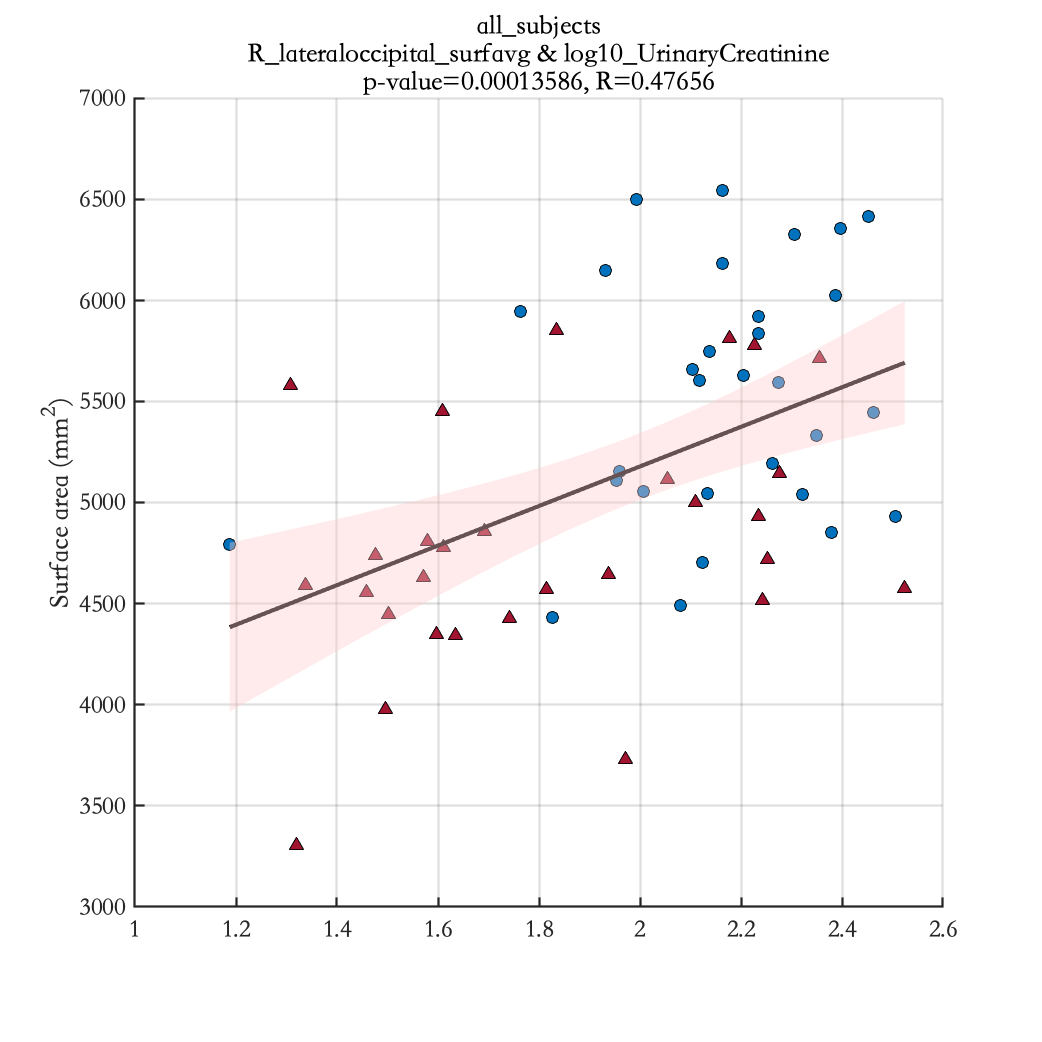 all_subjects
R_lateraloccipital_surfavg & log10_UrinaryCreatinine
p-value=0.00013586, R=0.47656
7000
6500
6000
5500
5000
4500
4000
3500
3000
Surface area (mm²)
1 1.2 1.4 1.6 1.8 2 2.2 2.4 2.6